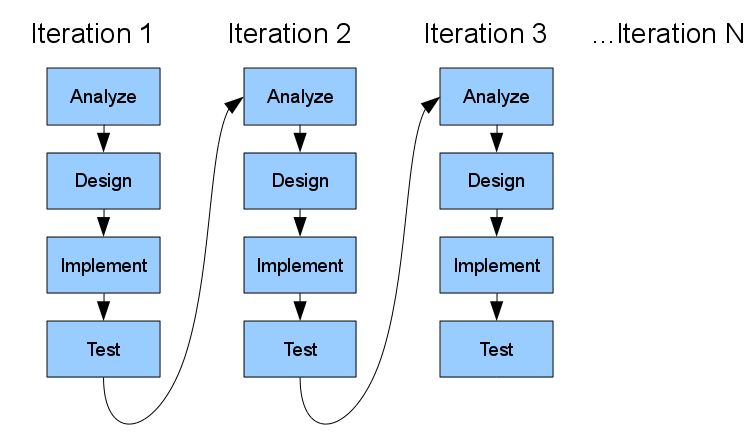 Iteration 1
Iteration 2
Iteration 3
...Iteration N
Analyze
Design
Implement
Test
Analyze
Design
Implement
Test
Analyze
Design
Implement
Test